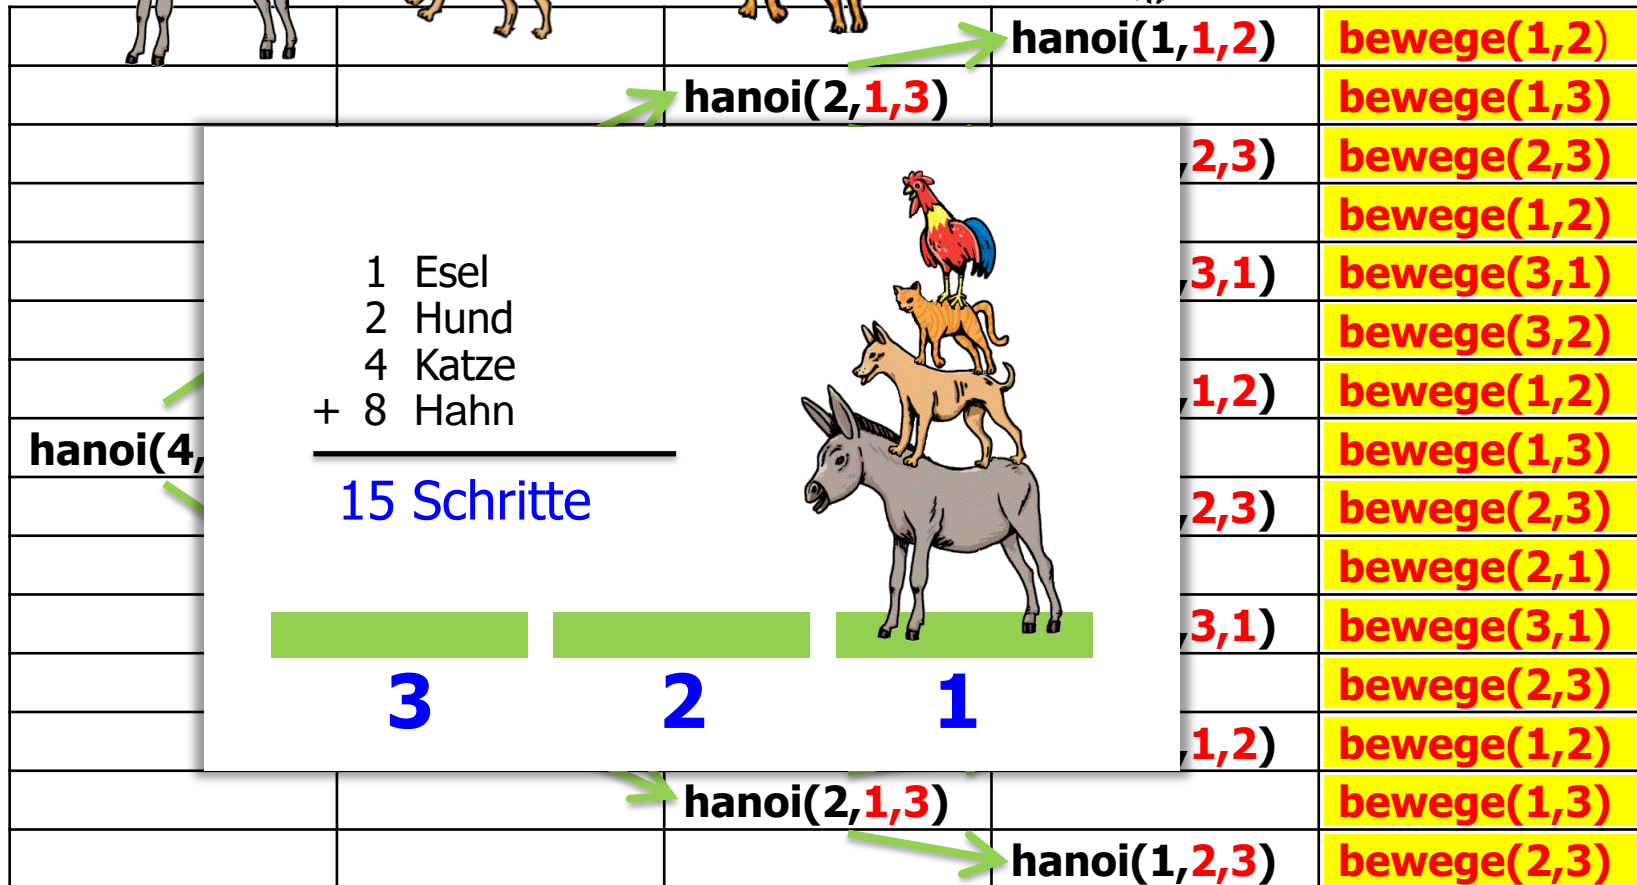 hanoi(1,1,2) bewege(1,2)
hanoi(2,1,3) bewege(1,3)
,2,3) bewege(2,3)
bewege(1,2)
1 Esel ,3,1) bewege(3,1)
2 Hund bewege(3,2)
4 Katze ,1,2) bewege(1,2)
+ 8 Hahn
hanoi(4, bewege(1,3)
15 Schritte ,2,3) bewege(2,3)
bewege(2,1)
,3,1) bewege(3,1)
3 2 1 bewege(2,3)
,1,2) bewege(1,2)
hanoi(2,1,3) bewege(1,3)
hanoi(1,2,3) bewege(2,3)